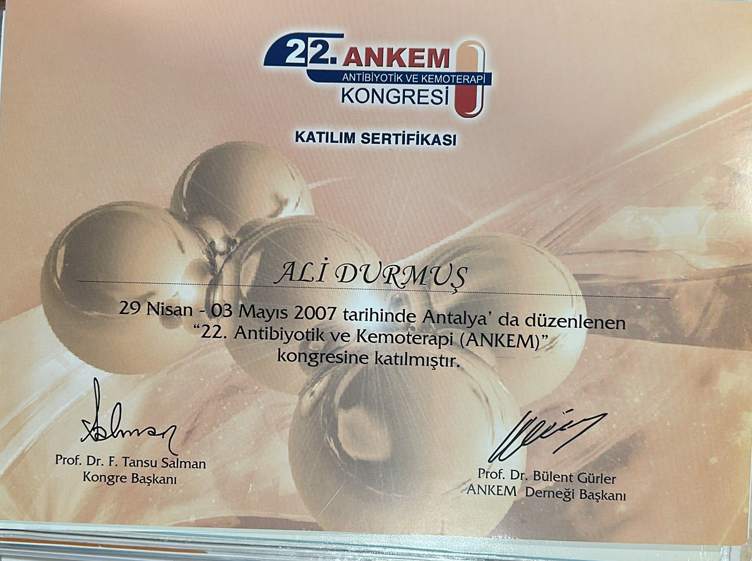 22. ANKEM
ANTİBİYOTİK VE KEMOTERAPİ
KONGRESİ
KATILIM SERTİFİKASI
ALİ DURMUŞ
29 Nisan - 03 Mayıs 2007 tarihinde Antalya' da düzenlenen
“22. Antibiyotik ve Kemoterapi (ANKEM)”
kongresine katılmıştır.
Salman
Prof. Dr. F. Tansu Salman
Kongre Başkanı
Prof. Dr. Bülent Gürler
ANKEM Derneği Başkanı